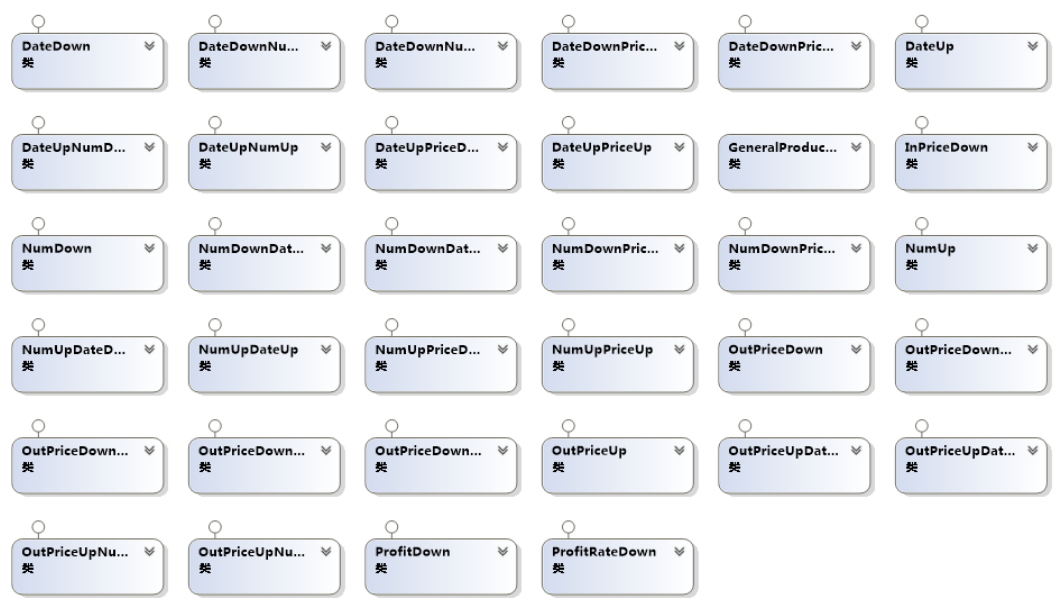 DateDown
类
DateDownNu...
类
DateDownNu...
类
DateDownPric...
类
DateDownPric...
类
DateUp
类
DateUpNumD...
类
DateUpNumUp
类
DateUpPriceD...
类
DateUpPriceUp
类
GeneralProduc...
类
InPriceDown
类
NumDown
类
NumDownDat...
类
NumDownDat...
类
NumDownPric...
类
NumDownPric...
类
NumUp
类
NumUpDateD...
类
NumUpDateUp
类
NumUpPriceD...
类
NumUpPriceUp
类
OutPriceDown
类
OutPriceDown...
类
OutPriceDown...
类
OutPriceDown...
类
OutPriceDown...
类
OutPriceUp
类
OutPriceUpDat...
类
OutPriceUpDat...
类
OutPriceUpNu...
类
OutPriceUpNu...
类
ProfitDown
类
ProfitRateDown
类